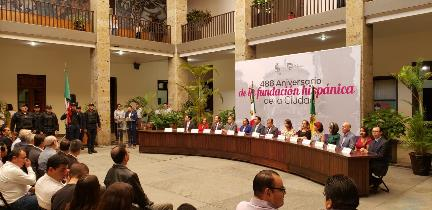 488 Aniversario
de la fundación hispánica
de la Ciudad